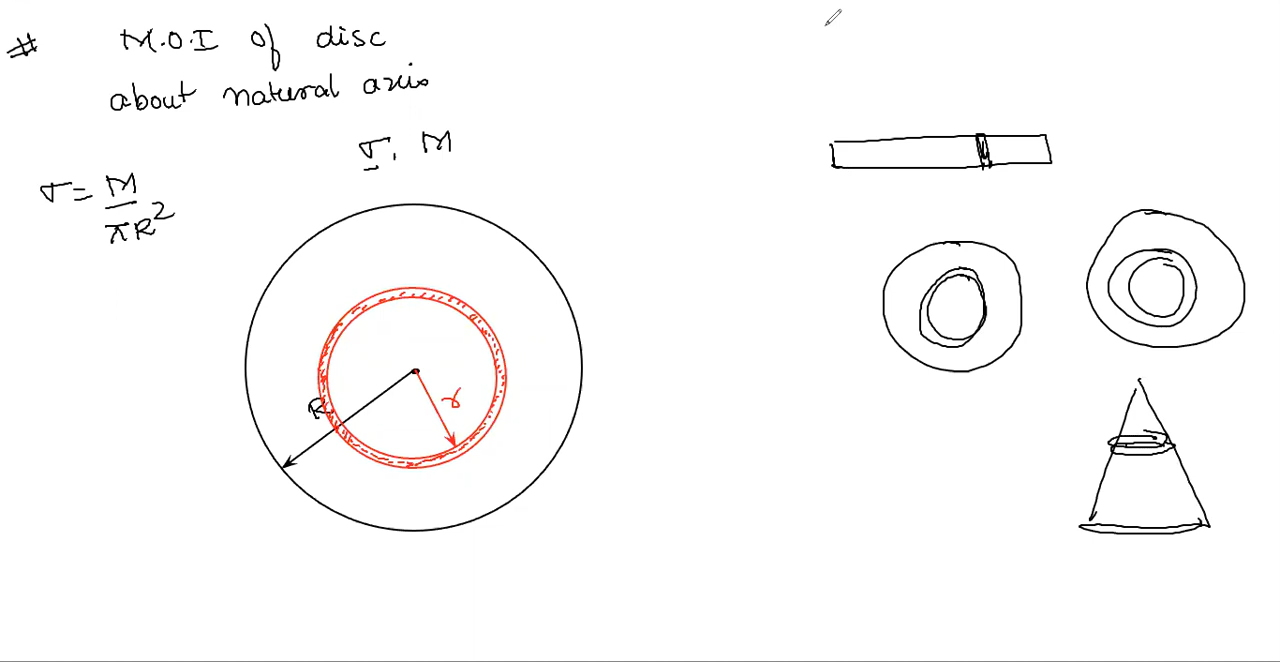 # M.O.I of disc
about natural axis
σ, M
σ = M/πR²
R
r